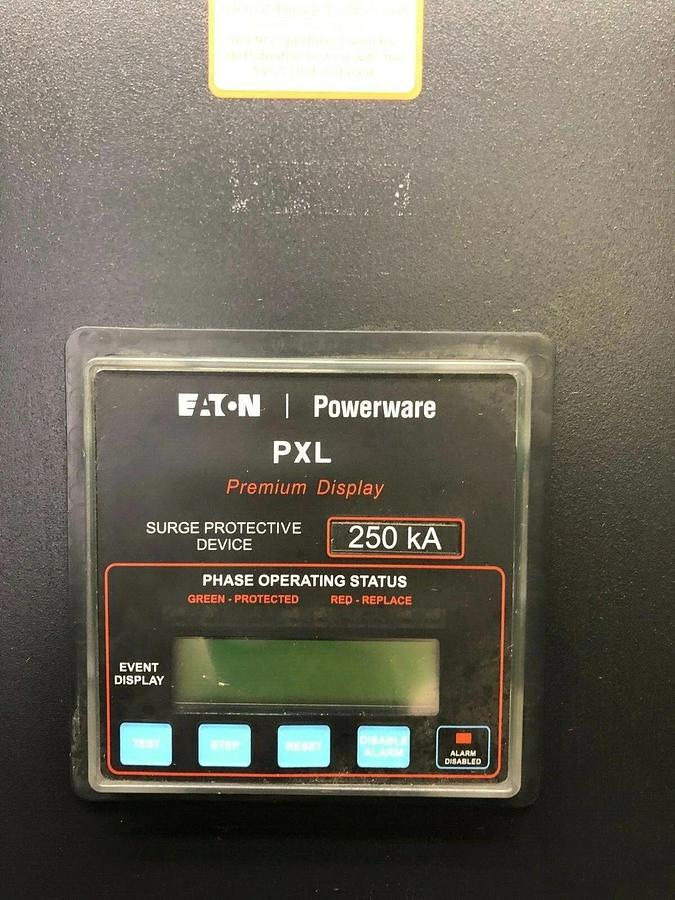 EATON | Powerware
PXL
Premium Display
SURGE PROTECTIVE
DEVICE
250 kA
PHASE OPERATING STATUS
GREEN - PROTECTED RED - REPLACE
EVENT
DISPLAY
TEST
STEP
RESET
DISABLE
ALARM
ALARM
DISABLED